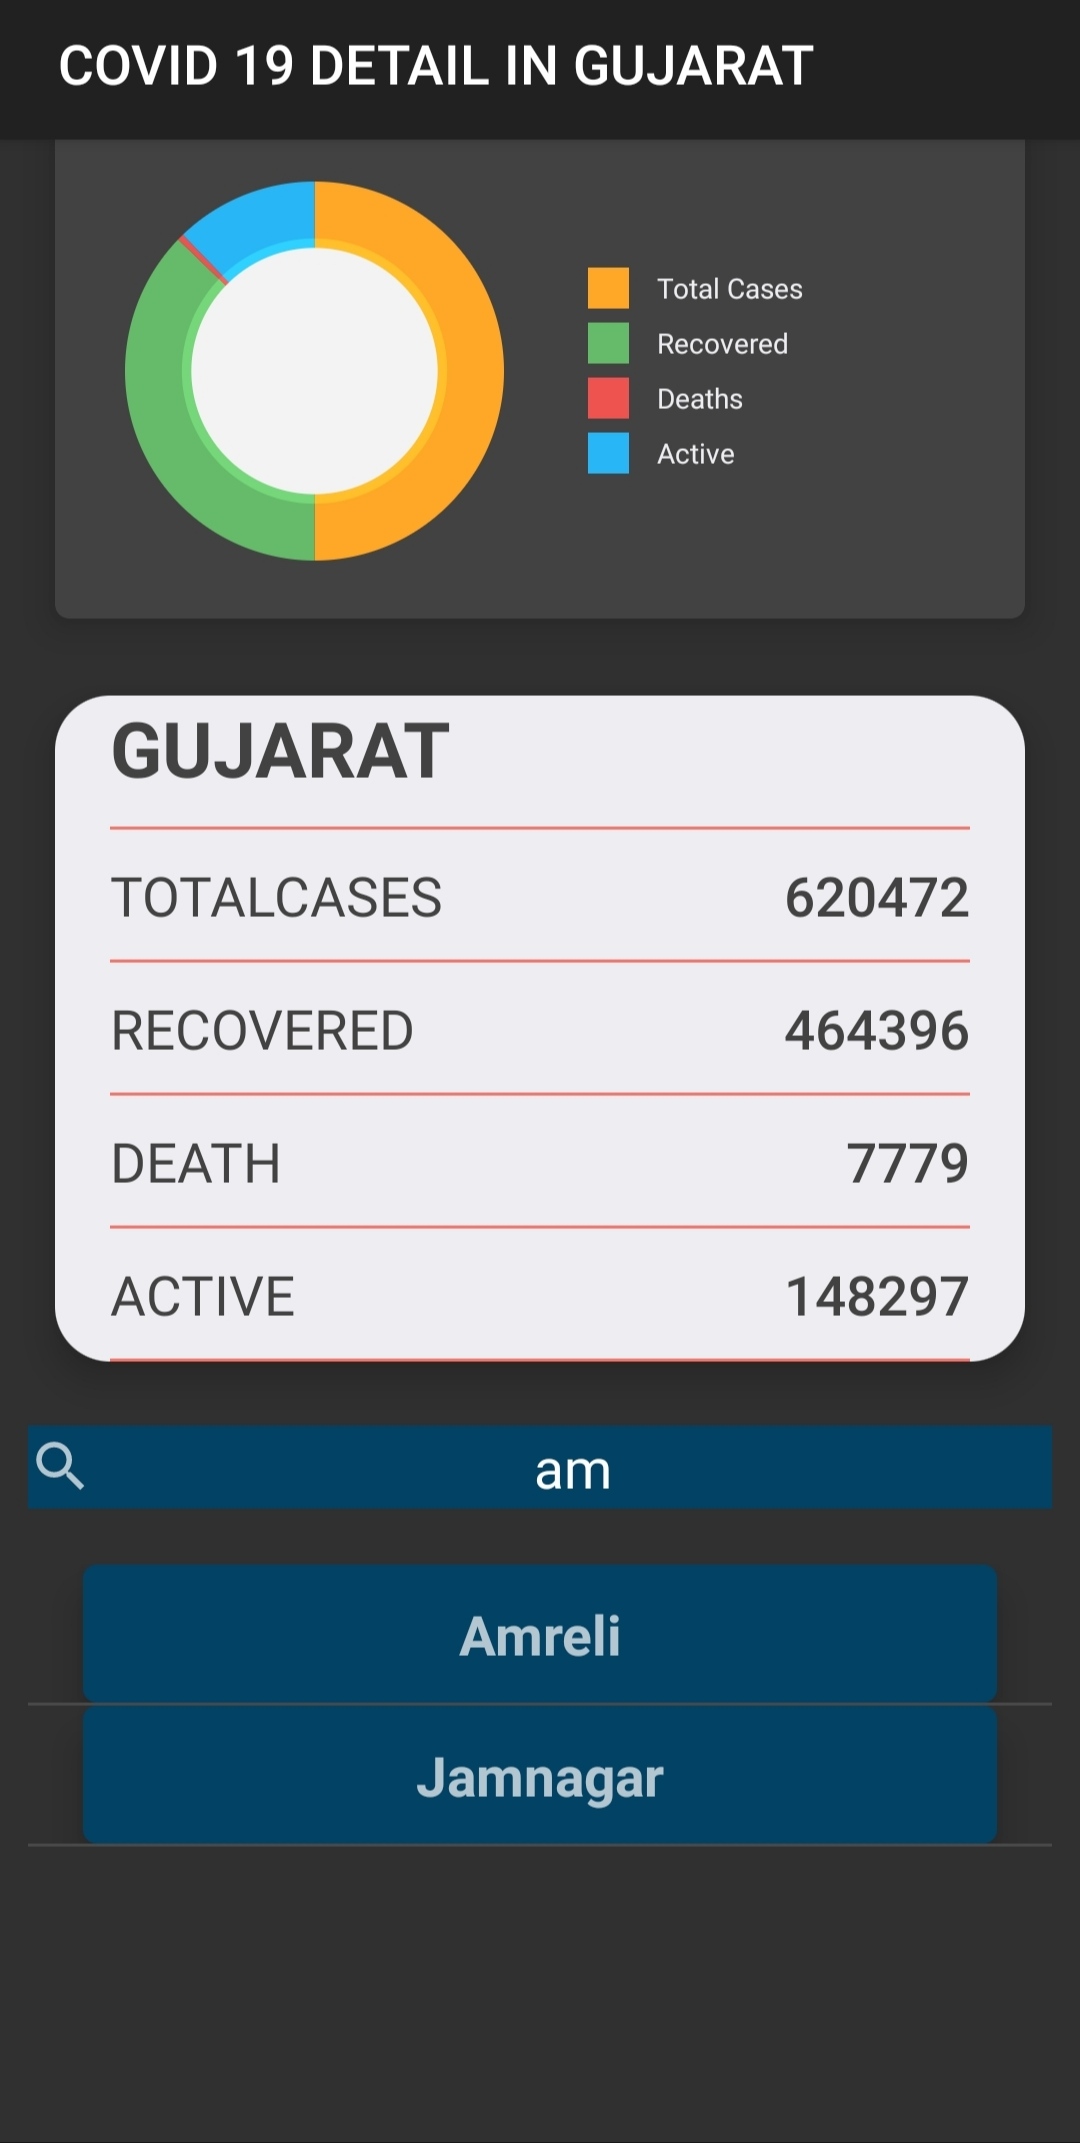 COVID 19 DETAIL IN GUJARAT
Total Cases
Recovered
Deaths
Active
GUJARAT
TOTALCASES 620472
RECOVERED 464396
DEATH 7779
ACTIVE 148297
am
Amreli
Jamnagar